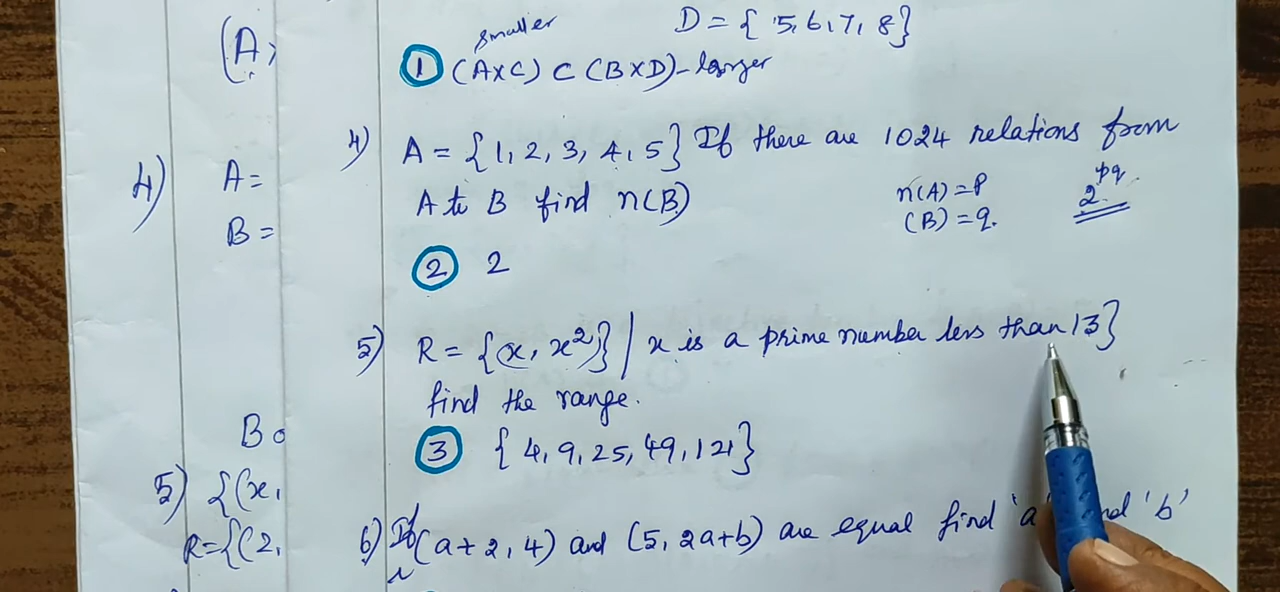 smaller
D = { 5, 6, 7, 8 }
(A
① (A×C) ⊂ (B×D) - larger
4) A = { 1, 2, 3, 4, 5 } If there are 1024 relations from
A to B find n(B)
n(A) = p
(B) = q.
2^pq
4)
A =
B =
② 2
5) R = { (x, x²)} / x is a prime number less than 13 }
find the range.
③ { 4, 9, 25, 49, 121 }
B
5) {(x,
R={(2,
6) If (a + 2, 4) and (5, 2a+b) are equal find 'a' 'b'